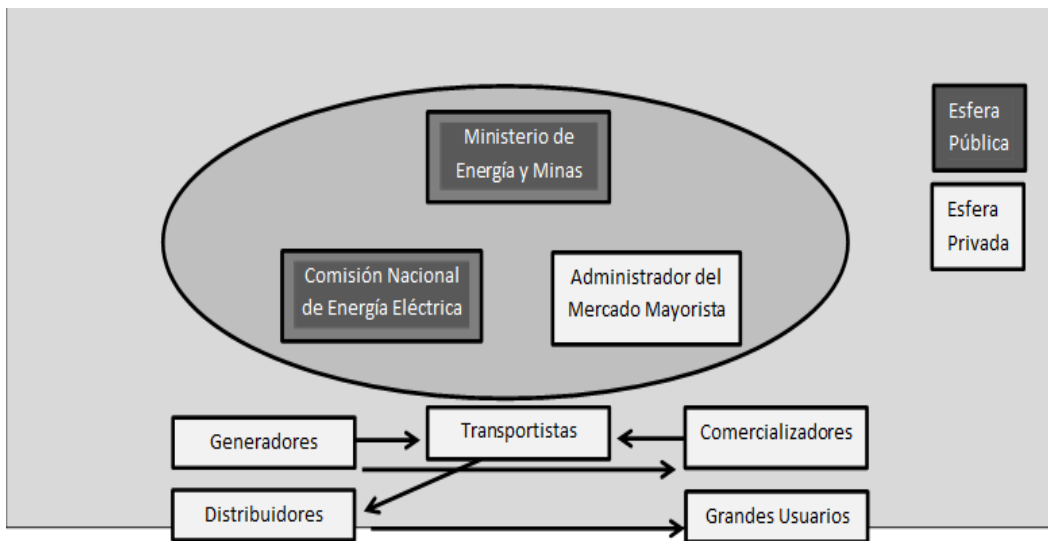 Ministerio de
Energía y Minas
Comisión Nacional
de Energía Eléctrica
Administrador del
Mercado Mayorista
Esfera
Pública
Esfera
Privada
Generadores
Transportistas
Comercializadores
Distribuidores
Grandes Usuarios